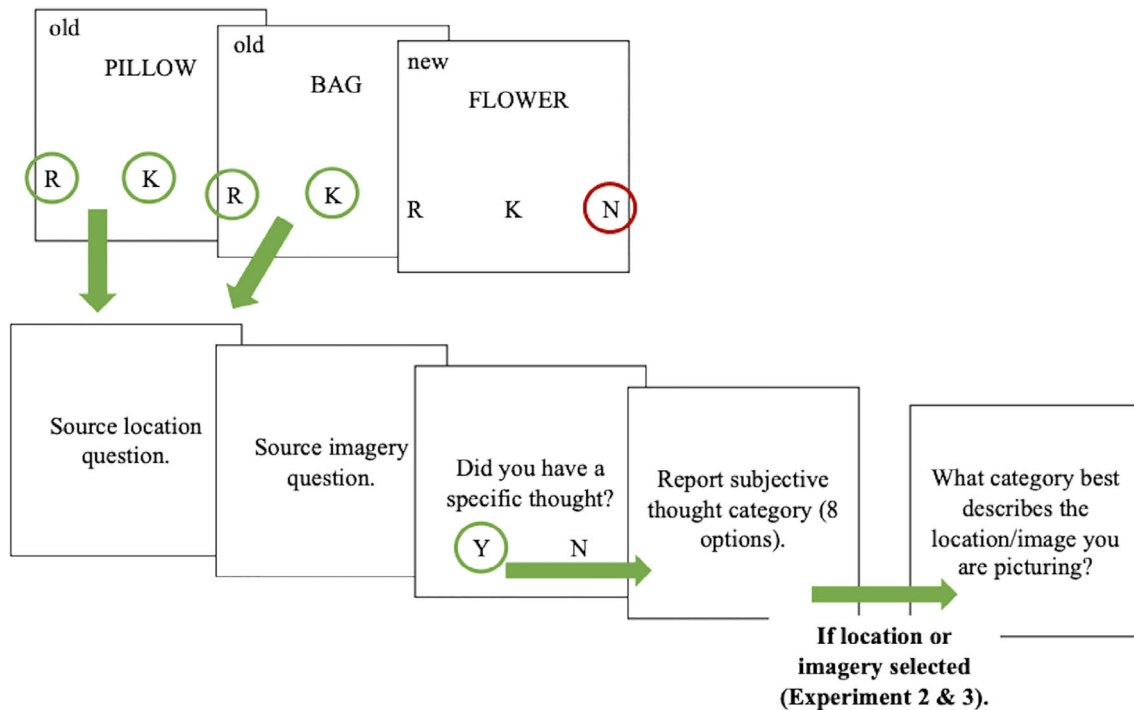 old
PILLOW
R K
old
BAG
R K
new
FLOWER
R K N
Source location
question.
Source imagery
question.
Did you have a
specific thought?
Y N
Report subjective
thought category (8
options).
What category best
describes the
location/image you
are picturing?
If location or
imagery selected
(Experiment 2 & 3).